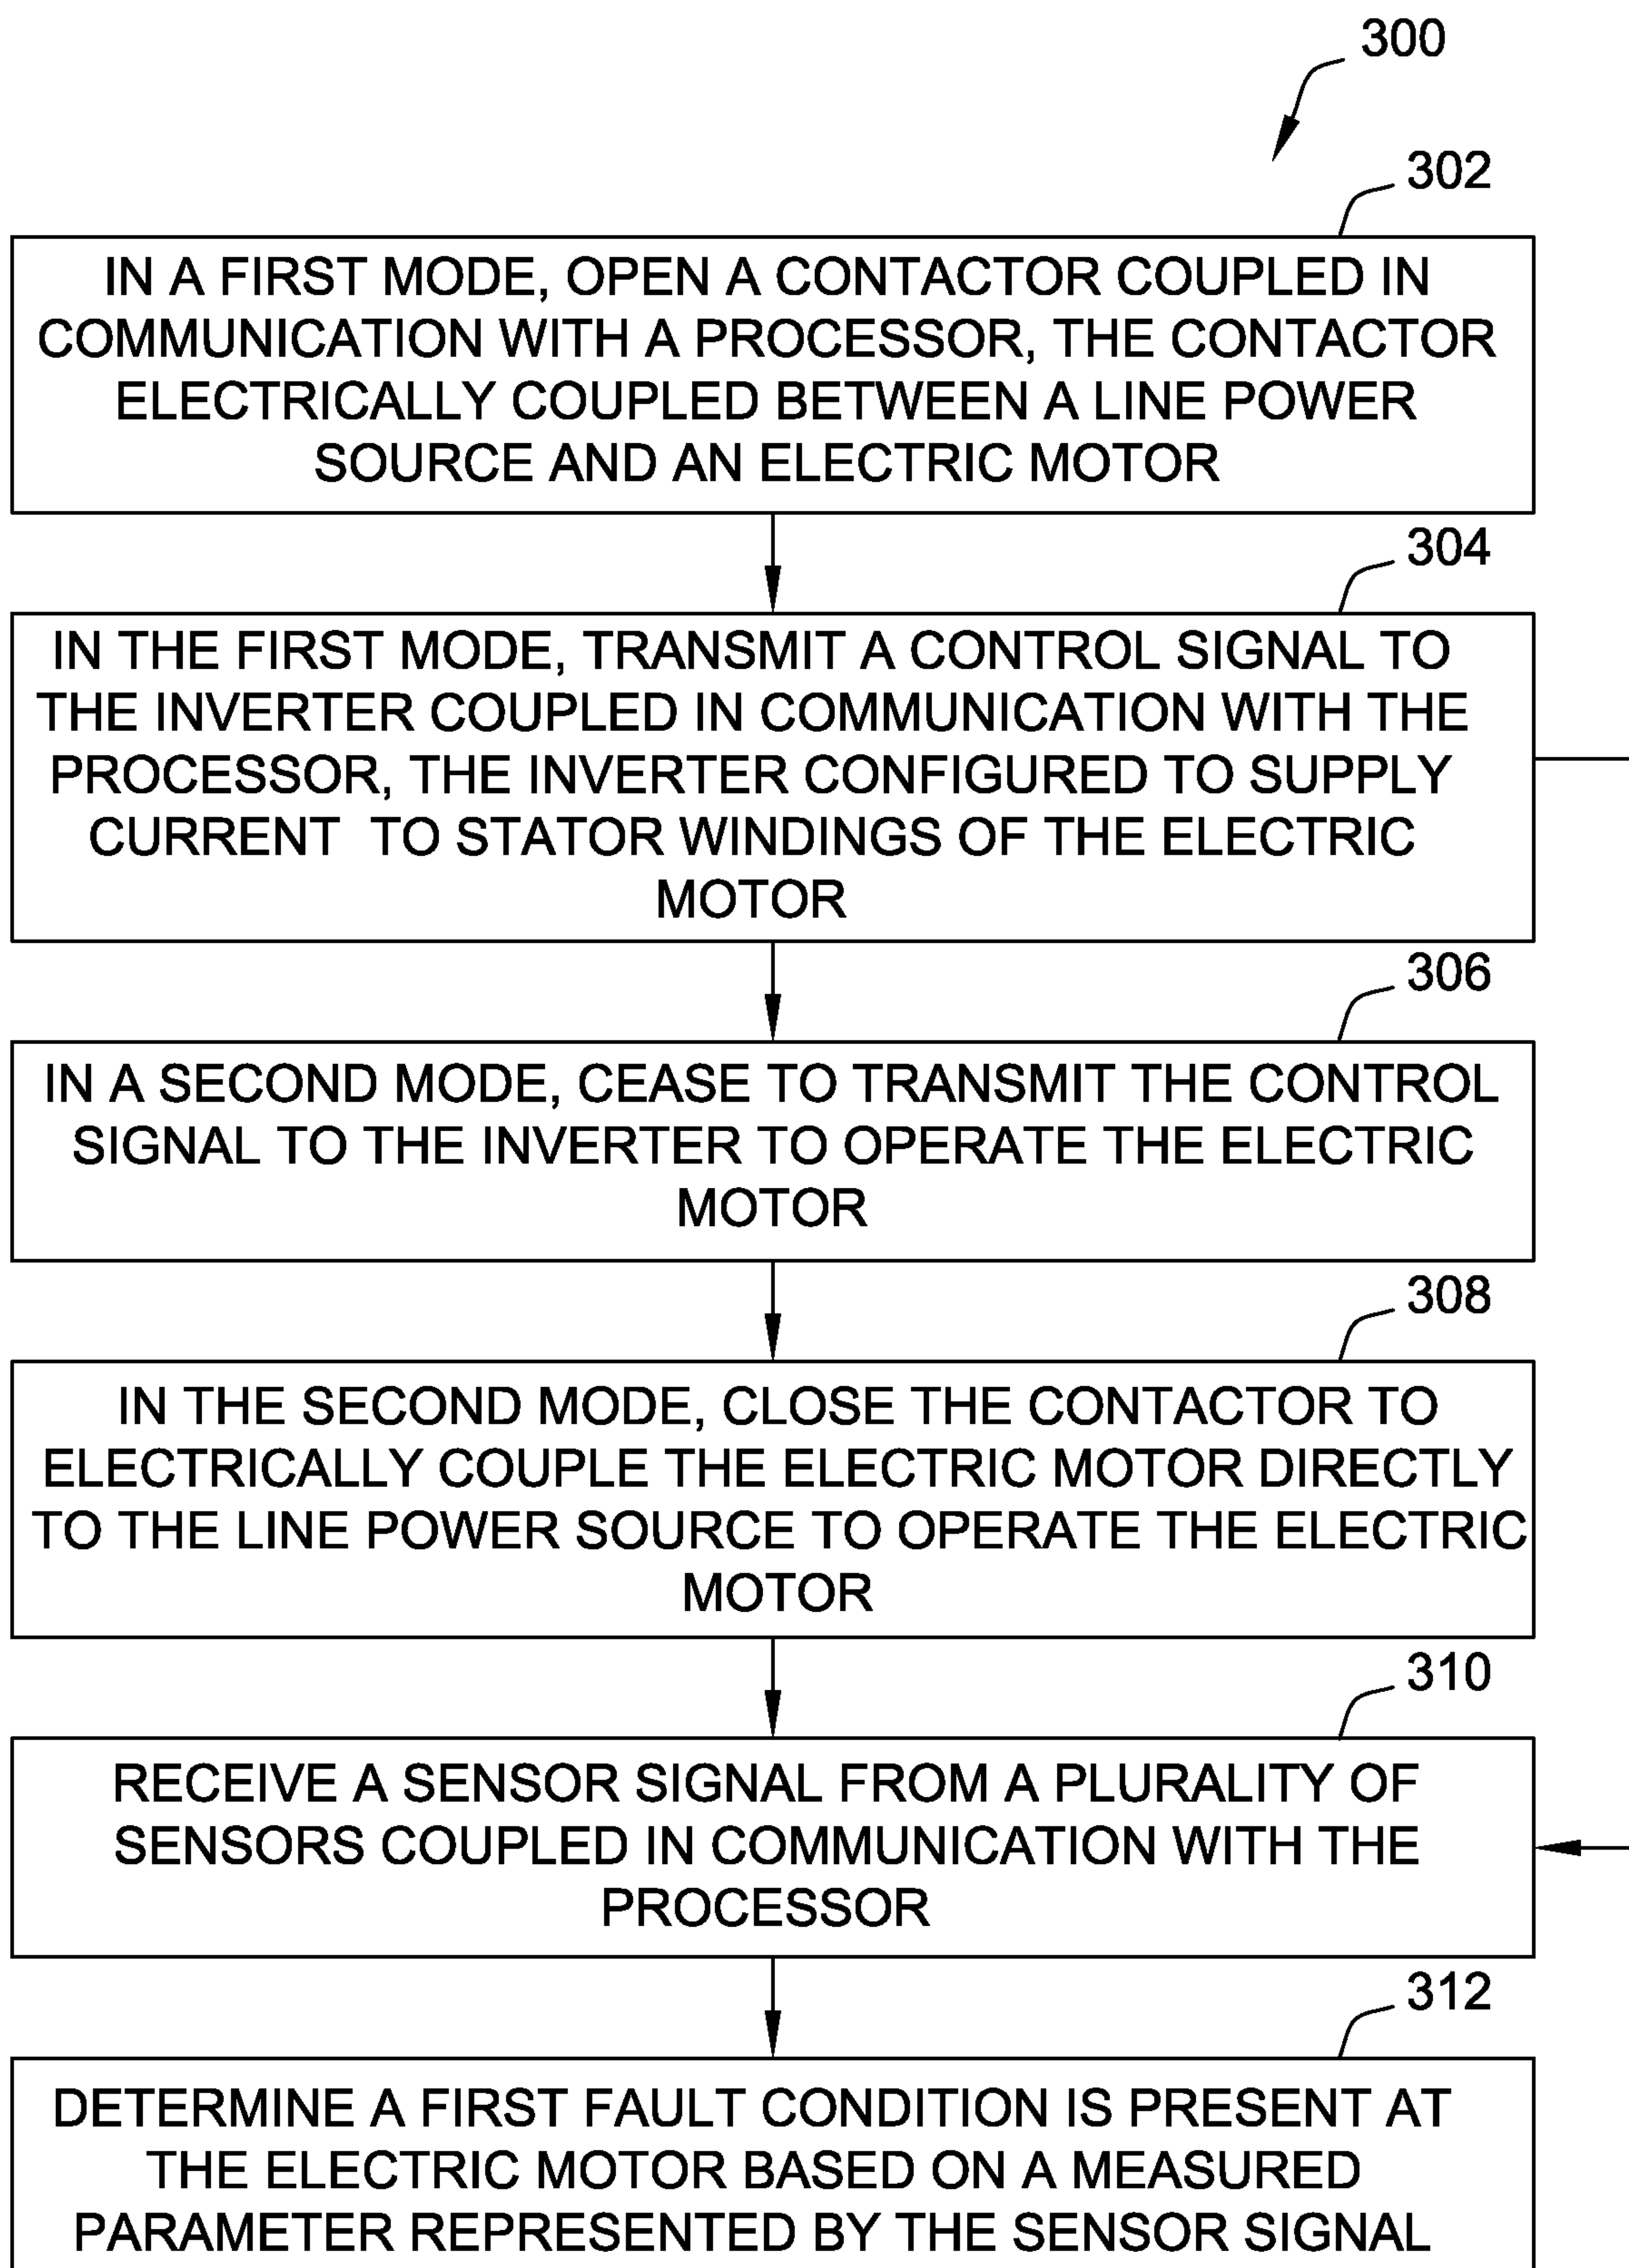 300
302
IN A FIRST MODE, OPEN A CONTACTOR COUPLED IN
COMMUNICATION WITH A PROCESSOR, THE CONTACTOR
ELECTRICALLY COUPLED BETWEEN A LINE POWER
SOURCE AND AN ELECTRIC MOTOR
304
IN THE FIRST MODE, TRANSMIT A CONTROL SIGNAL TO
THE INVERTER COUPLED IN COMMUNICATION WITH THE
PROCESSOR, THE INVERTER CONFIGURED TO SUPPLY
CURRENT TO STATOR WINDINGS OF THE ELECTRIC
MOTOR
306
IN A SECOND MODE, CEASE TO TRANSMIT THE CONTROL
SIGNAL TO THE INVERTER TO OPERATE THE ELECTRIC
MOTOR
308
IN THE SECOND MODE, CLOSE THE CONTACTOR TO
ELECTRICALLY COUPLE THE ELECTRIC MOTOR DIRECTLY
TO THE LINE POWER SOURCE TO OPERATE THE ELECTRIC
MOTOR
310
RECEIVE A SENSOR SIGNAL FROM A PLURALITY OF
SENSORS COUPLED IN COMMUNICATION WITH THE
PROCESSOR
312
DETERMINE A FIRST FAULT CONDITION IS PRESENT AT
THE ELECTRIC MOTOR BASED ON A MEASURED
PARAMETER REPRESENTED BY THE SENSOR SIGNAL